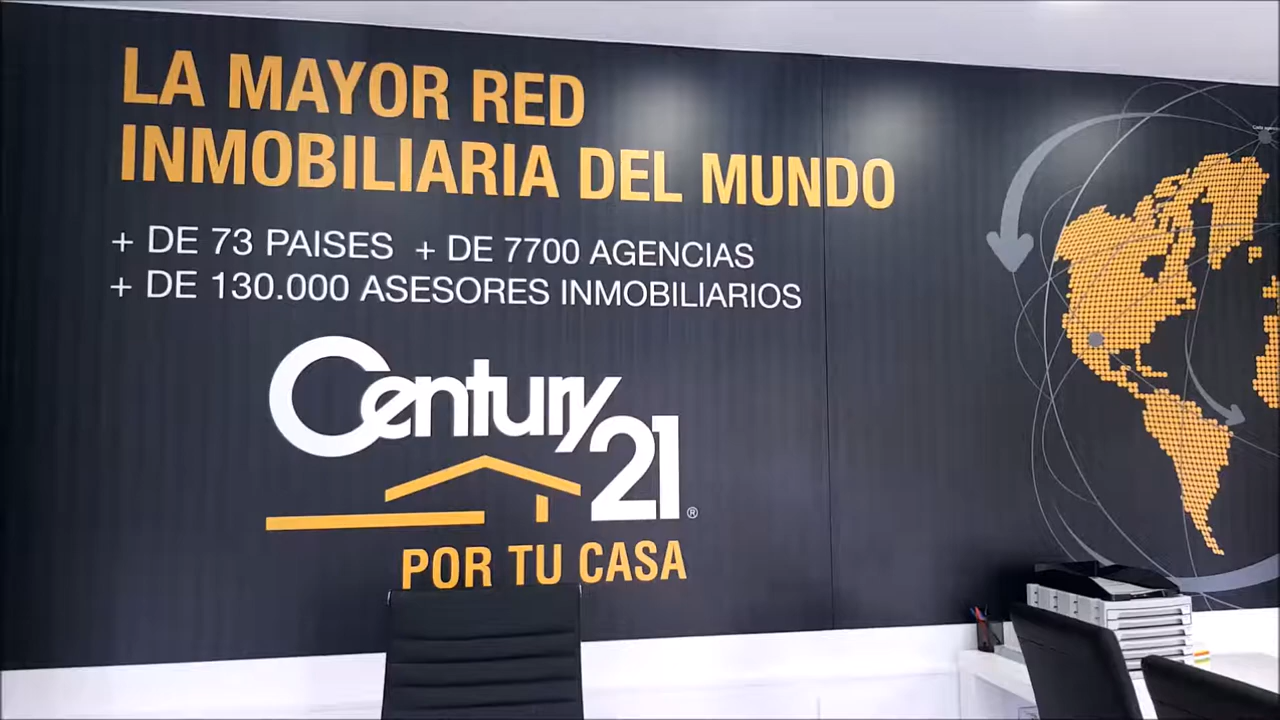 LA MAYOR RED
INMOBILIARIA DEL MUNDO
+ DE 73 PAISES + DE 7700 AGENCIAS
+ DE 130.000 ASESORES INMOBILIARIOS
Century
21®
POR TU CASA